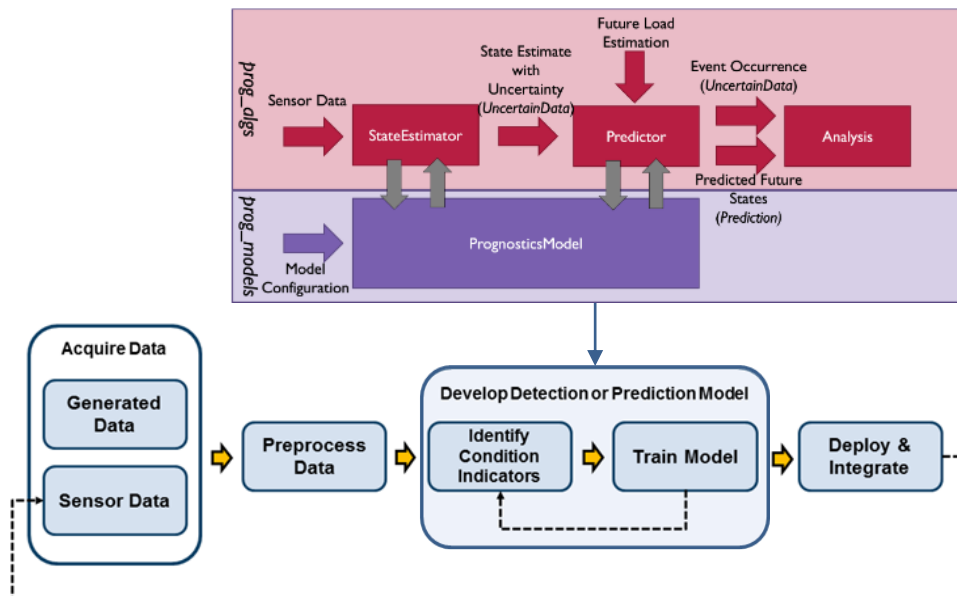 prog_algs
Sensor Data
StateEstimator
State Estimate
with
Uncertainty
(UncertainData)
Future Load
Estimation
Predictor
Event Occurrence
(UncertainData)
Predicted Future
States
(Prediction)
Analysis
prog_models
Model
Configuration
PrognosticsModel
Acquire Data
Generated
Data
Sensor Data
Preprocess
Data
Develop Detection or Prediction Model
Identify
Condition
Indicators
Train Model
Deploy &
Integrate